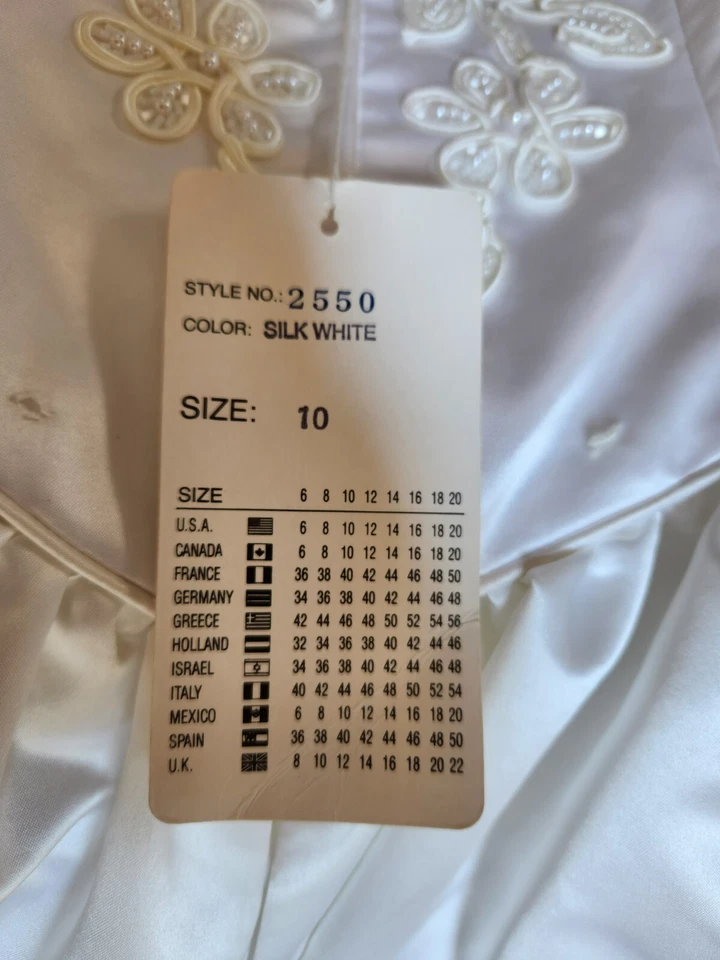 STYLE NO.: 2550
COLOR: SILK WHITE
SIZE: 10
SIZE 6 8 10 12 14 16 18 20
U.S.A. 6 8 10 12 14 16 18 20
CANADA 6 8 10 12 14 16 18 20
FRANCE 36 38 40 42 44 46 48 50
GERMANY 34 36 38 40 42 44 46 48
GREECE 42 44 46 48 50 52 54 56
HOLLAND 32 34 36 38 40 42 44 46
ISRAEL 34 36 38 40 42 44 46 48
ITALY 40 42 44 46 48 50 52 54
MEXICO 6 8 10 12 14 16 18 20
SPAIN 36 38 40 42 44 46 48 50
U.K. 8 10 12 14 16 18 20 22